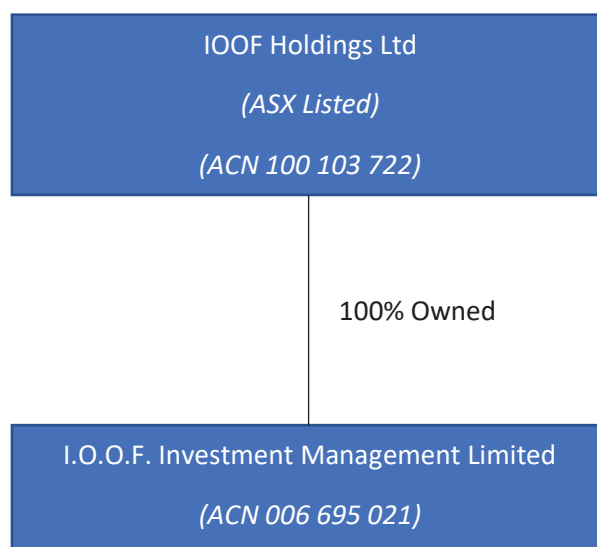 IOOF Holdings Ltd
(ASX Listed)
(ACN 100 103 722)
100% Owned
I.O.O.F. Investment Management Limited
(ACN 006 695 021)